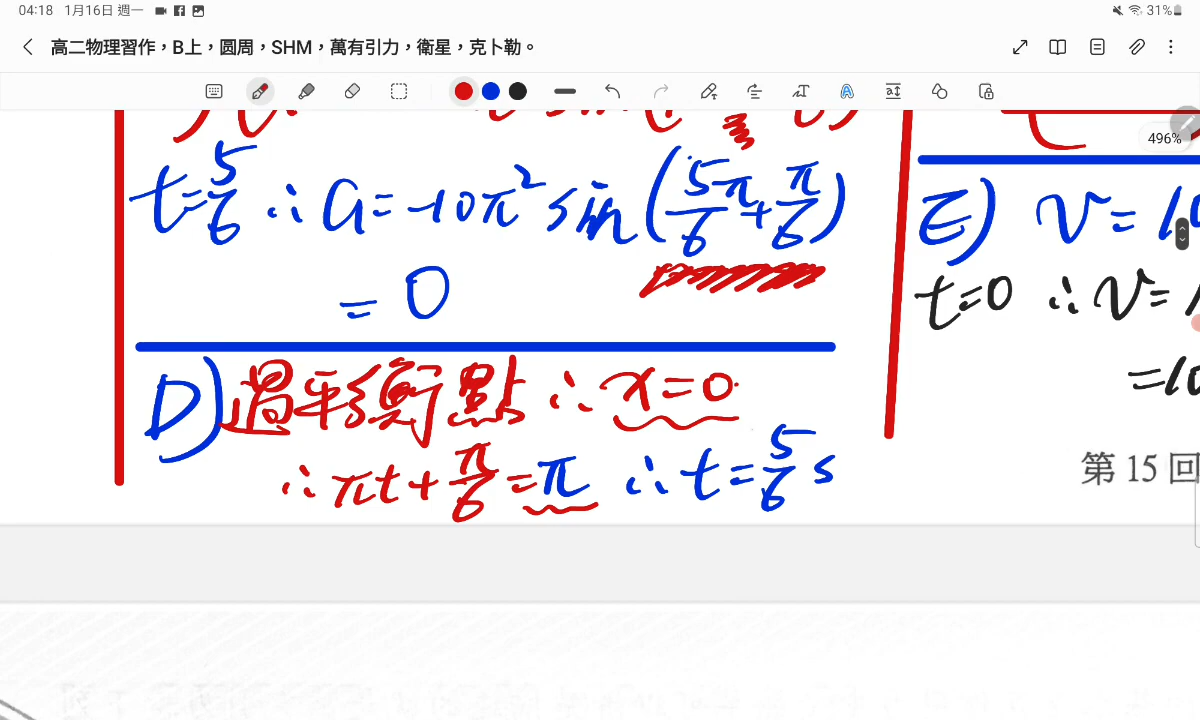 04:18 1月16日 週一 31%
高二物理習作，B上，圓周，SHM，萬有引力，衛星，克卜勒。
496%
t=5/6 ∴ a=-10π² sin(5π/6+π/6)
= 0
D)過平衡點 ∴ x=0
∴ πt+π/6=π ∴ t=5/6 s
E) v=10
t=0 ∴ v=
=10
第 15 回